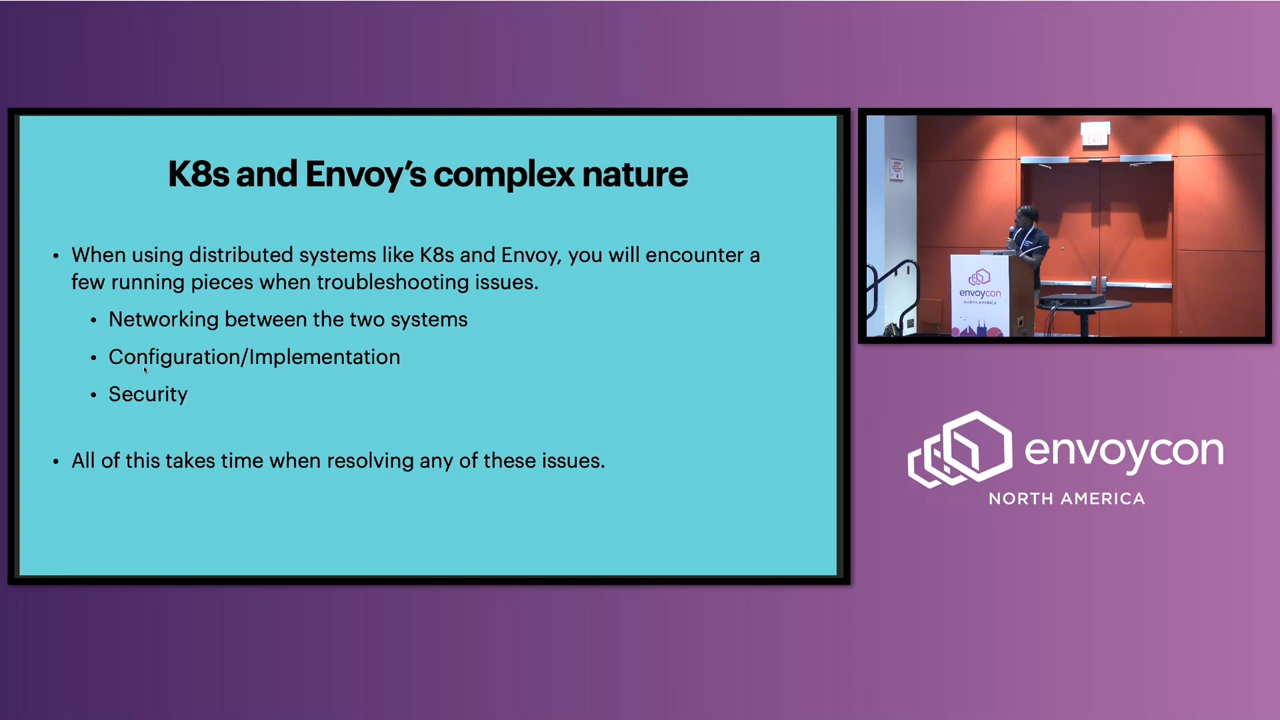 K8s and Envoy's complex nature
• When using distributed systems like K8s and Envoy, you will encounter a
few running pieces when troubleshooting issues.
• Networking between the two systems
• Configuration/Implementation
• Security
• All of this takes time when resolving any of these issues.
EXIT
envoycon
NORTH AMERICA
envoycon
NORTH AMERICA